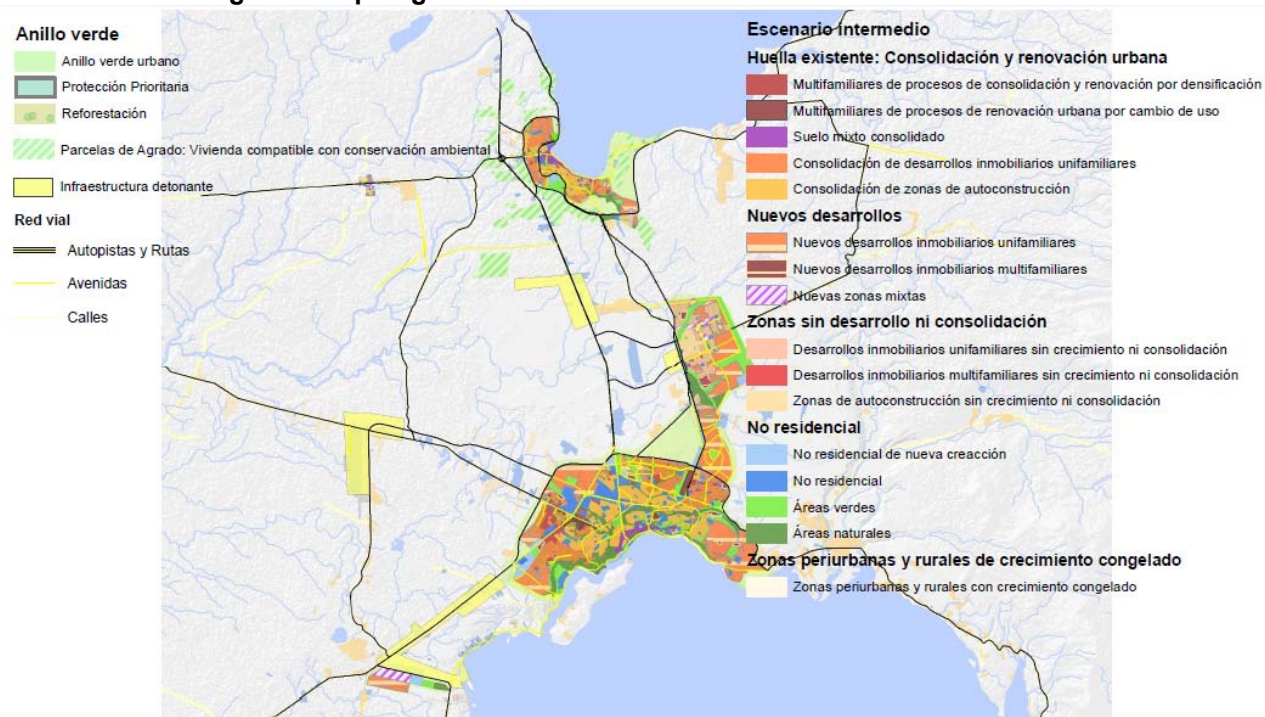 Anillo verde
Anillo verde urbano
Protección Prioritaria
Reforestación
Parcelas de Agrado: Vivienda compatible con conservación ambiental
Infraestructura detonante
Red vial
Autopistas y Rutas
Avenidas
Calles
Escenario intermedio
Huella existente: Consolidación y renovación urbana
Multifamiliares de procesos de consolidación y renovación por densificación
Multifamiliares de procesos de renovación urbana por cambio de uso
Suelo mixto consolidado
Consolidación de desarrollos inmobiliarios unifamiliares
Consolidación de zonas de autoconstrucción
Nuevos desarrollos
Nuevos desarrollos inmobiliarios unifamiliares
Nuevos desarrollos inmobiliarios multifamiliares
Nuevas zonas mixtas
Zonas sin desarrollo ni consolidación
Desarrollos inmobiliarios unifamiliares sin crecimiento ni consolidación
Desarrollos inmobiliarios multifamiliares sin crecimiento ni consolidación
Zonas de autoconstrucción sin crecimiento ni consolidación
No residencial
No residencial de nueva creacción
No residencial
Áreas verdes
Áreas naturales
Zonas periurbanas y rurales de crecimiento congelado
Zonas periurbanas y rurales con crecimiento congelado